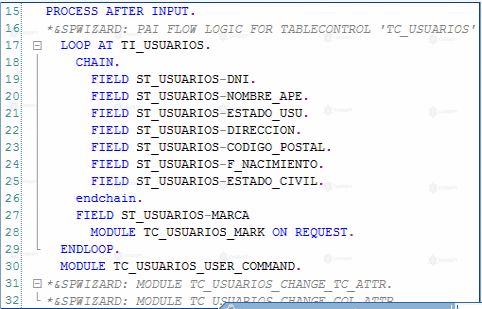 15 PROCESS AFTER INPUT.
16 *&SPWIZARD: PAI FLOW LOGIC FOR TABLECONTROL 'TC_USUARIOS'
17 LOOP AT TI_USUARIOS.
18 CHAIN.
19 FIELD ST_USUARIOS-DNI.
20 FIELD ST_USUARIOS-NOMBRE_APE.
21 FIELD ST_USUARIOS-ESTADO_USU.
22 FIELD ST_USUARIOS-DIRECCION.
23 FIELD ST_USUARIOS-CODIGO_POSTAL.
24 FIELD ST_USUARIOS-F_NACIMIENTO.
25 FIELD ST_USUARIOS-ESTADO_CIVIL.
26 endchain.
27 FIELD ST_USUARIOS-MARCA
28 MODULE TC_USUARIOS_MARK ON REQUEST.
29 ENDLOOP.
30 MODULE TC_USUARIOS_USER_COMMAND.
31 *&SPWIZARD: MODULE TC_USUARIOS_CHANGE_TC_ATTR.
32 *&SPWIZARD: MODULE TC_USUARIOS_CHANGE_COL_ATTR.